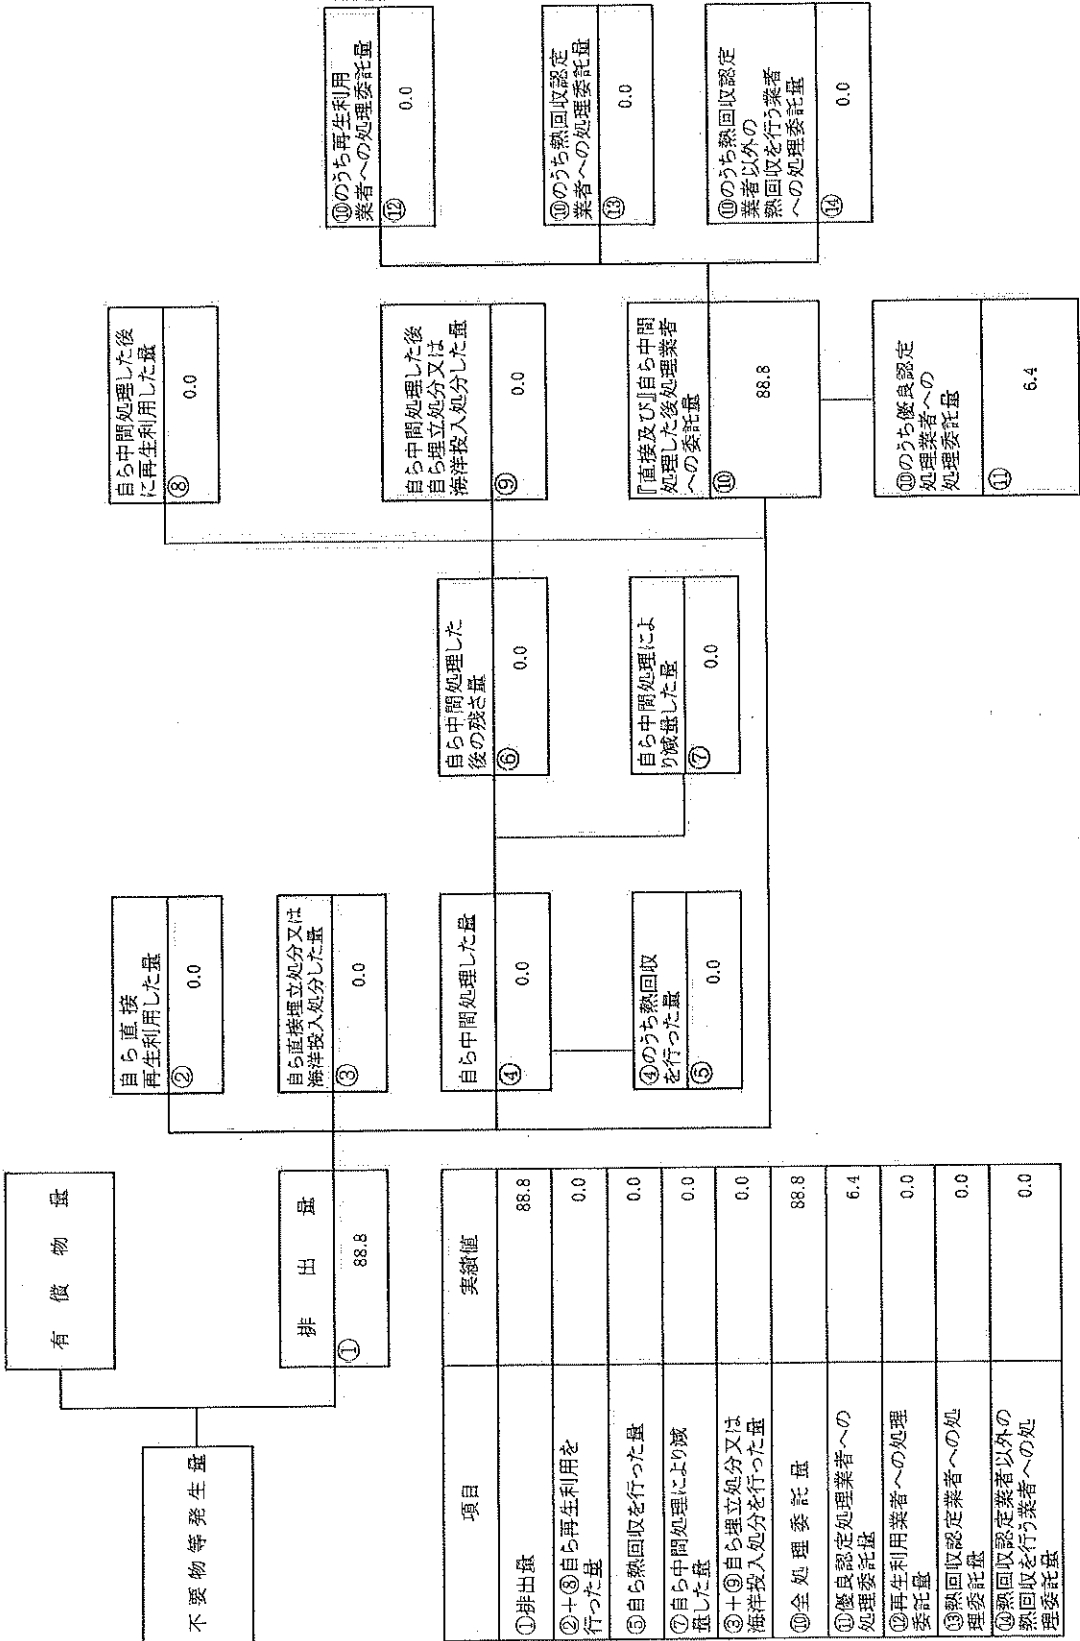 不要物等発生量
有償物量
排出量
①
88.8
自ら直接
再生利用した量
②
0.0
自ら直接埋立処分又は
海洋投入処分した量
③
0.0
自ら中間処理した量
④
0.0
④のうち熱回収
を行った量
⑤
0.0
自ら中間処理した
後の残さ量
⑥
0.0
自ら中間処理によ
り減量した量
⑦
0.0
自ら中間処理した後
に再生利用した量
⑧
0.0
自ら中間処理した後
自ら埋立処分又は
海洋投入処分した量
⑨
0.0
『直接及び』自ら中間
処理した後処理業者
への委託量
⑩
88.8
⑩のうち優良認定
処理業者への
処理委託量
⑪
6.4
⑩のうち再生利用
業者への処理委託量
⑫
0.0
⑩のうち熱回収認定
業者への処理委託量
⑬
0.0
⑩のうち熱回収認定
業者以外の
熱回収を行う業者
への処理委託量
⑭
0.0
項目 実績値
①排出量 88.8
②+⑧自ら再生利用を
行った量 0.0
⑤自ら熱回収を行った量 0.0
⑦自ら中間処理により減
量した量 0.0
③+⑨自ら埋立処分又は
海洋投入処分を行った量 0.0
⑩全処理委託量 88.8
⑪優良認定処理業者への
処理委託量 6.4
⑫再生利用業者への処理
委託量 0.0
⑬熱回収認定業者への処
理委託量 0.0
⑭熱回収認定業者以外の
熱回収を行う業者への処
理委託量 0.0